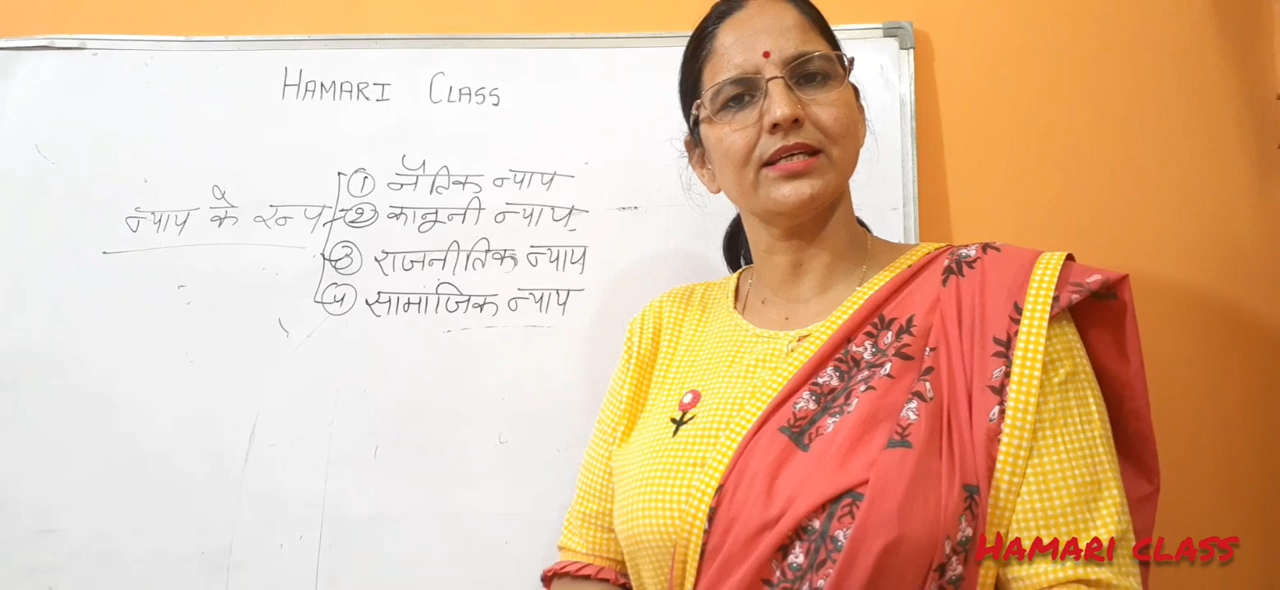 HAMARI CLASS
न्याय के रूप
① नैतिक न्याय
② कानूनी न्याय
③ राजनीतिक न्याय
④ सामाजिक न्याय
HAMARI CLASS